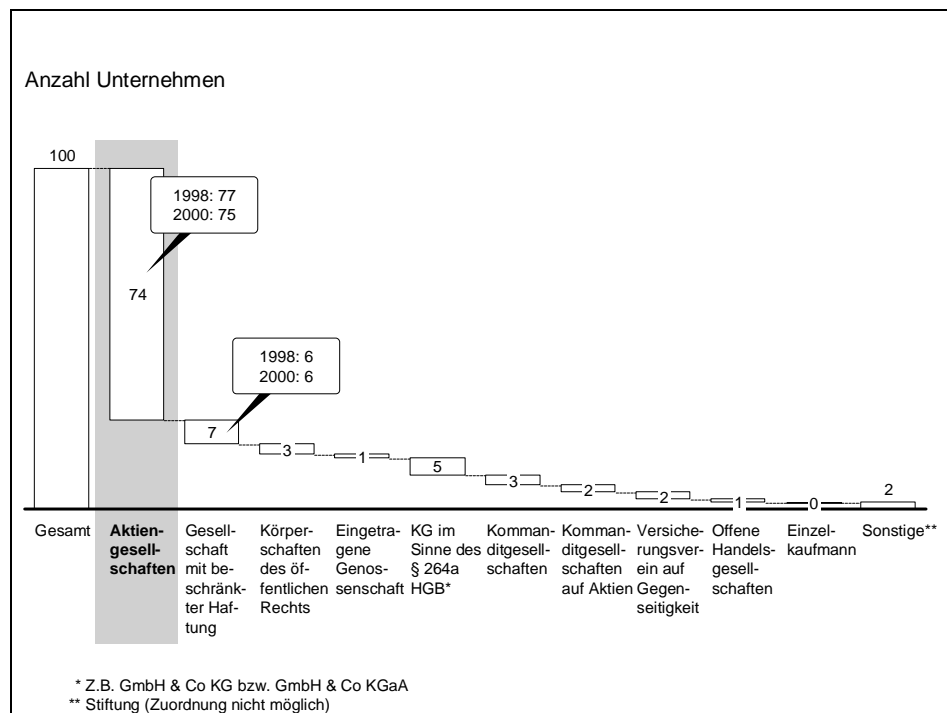 Anzahl Unternehmen
100
1998: 77
2000: 75
74
1998: 6
2000: 6
7
3
1
5
3
2
2
1
0
2
Gesamt
Aktien-
gesell-
schaften
Gesell-
schaft
mit be-
schränk-
ter Haf-
tung
Körper-
schaften
des öf-
fentlichen
Rechts
Eingetra-
gene
Genos-
senschaft
KG im
Sinne des
§ 264a
HGB*
Komman-
ditgesell-
schaften
Komman-
ditgesell-
schaften
auf Aktien
Versiche-
rungsver-
ein auf
Gegen-
seitigkeit
Offene
Handels-
gesell-
schaften
Einzel-
kaufmann
Sonstige**
* Z.B. GmbH & Co KG bzw. GmbH & Co KGaA
** Stiftung (Zuordnung nicht möglich)